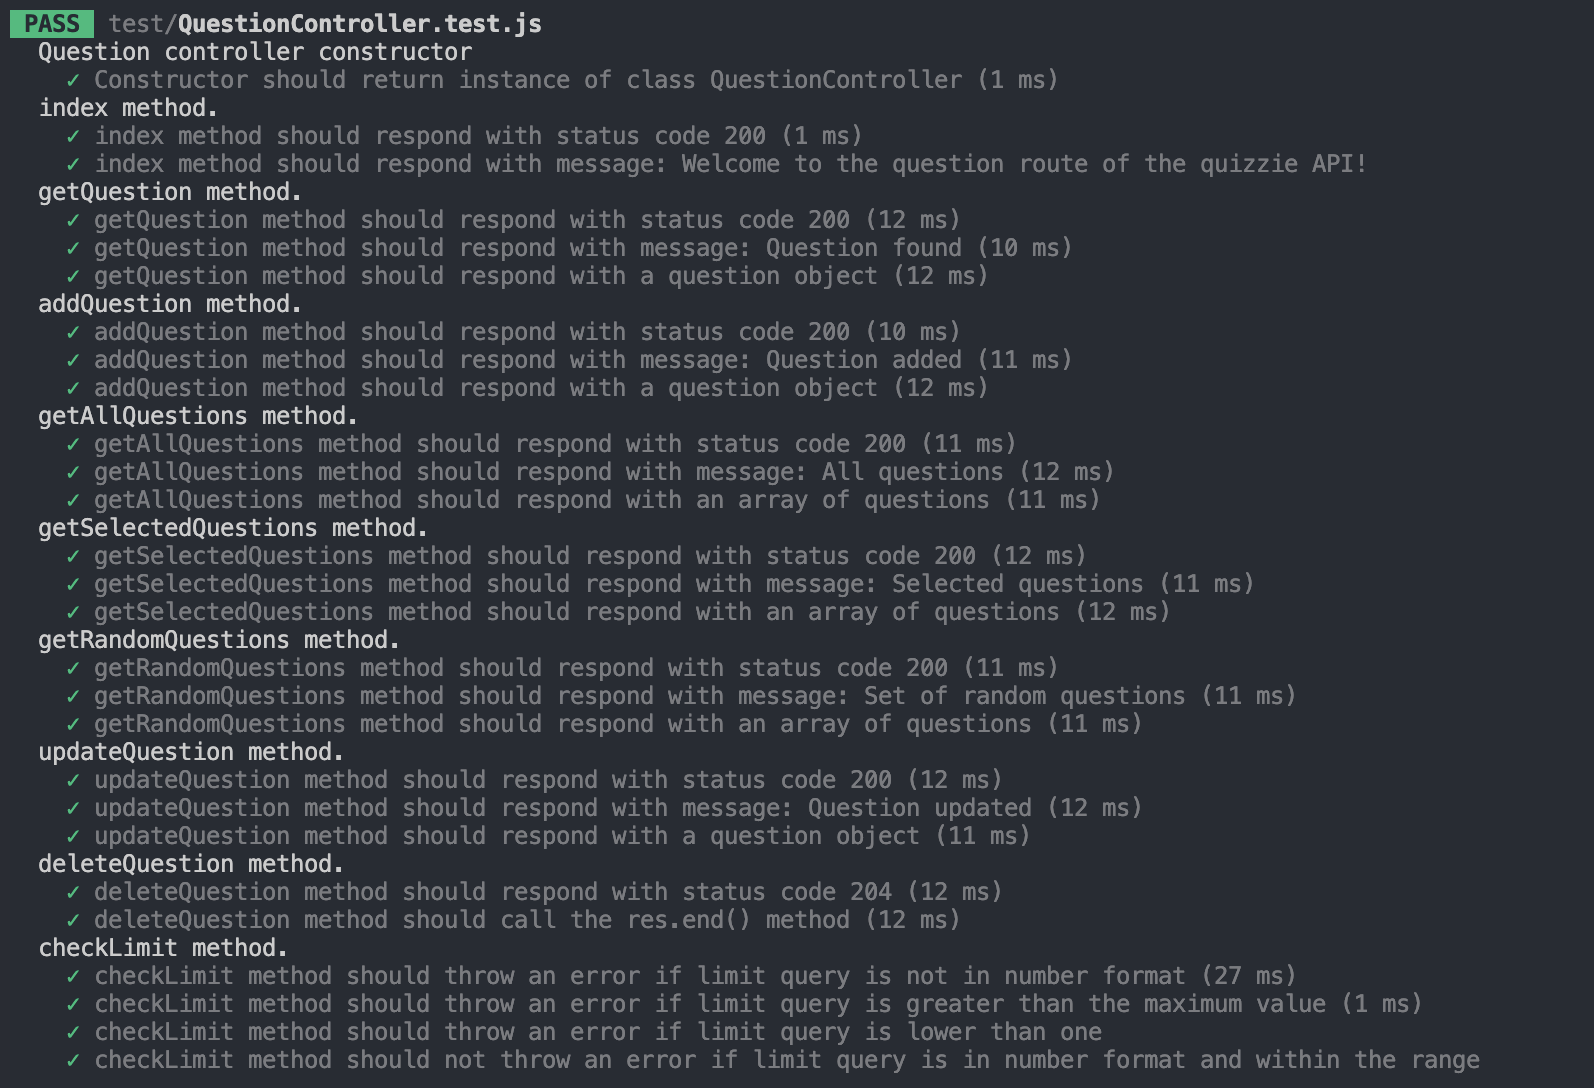 PASS test/QuestionController.test.js
Question controller constructor
✓ Constructor should return instance of class QuestionController (1 ms)
index method.
✓ index method should respond with status code 200 (1 ms)
✓ index method should respond with message: Welcome to the question route of the quizzie API!
getQuestion method.
✓ getQuestion method should respond with status code 200 (12 ms)
✓ getQuestion method should respond with message: Question found (10 ms)
✓ getQuestion method should respond with a question object (12 ms)
addQuestion method.
✓ addQuestion method should respond with status code 200 (10 ms)
✓ addQuestion method should respond with message: Question added (11 ms)
✓ addQuestion method should respond with a question object (12 ms)
getAllQuestions method.
✓ getAllQuestions method should respond with status code 200 (11 ms)
✓ getAllQuestions method should respond with message: All questions (12 ms)
✓ getAllQuestions method should respond with an array of questions (11 ms)
getSelectedQuestions method.
✓ getSelectedQuestions method should respond with status code 200 (12 ms)
✓ getSelectedQuestions method should respond with message: Selected questions (11 ms)
✓ getSelectedQuestions method should respond with an array of questions (12 ms)
getRandomQuestions method.
✓ getRandomQuestions method should respond with status code 200 (11 ms)
✓ getRandomQuestions method should respond with message: Set of random questions (11 ms)
✓ getRandomQuestions method should respond with an array of questions (11 ms)
updateQuestion method.
✓ updateQuestion method should respond with status code 200 (12 ms)
✓ updateQuestion method should respond with message: Question updated (12 ms)
✓ updateQuestion method should respond with a question object (11 ms)
deleteQuestion method.
✓ deleteQuestion method should respond with status code 204 (12 ms)
✓ deleteQuestion method should call the res.end() method (12 ms)
checkLimit method.
✓ checkLimit method should throw an error if limit query is not in number format (27 ms)
✓ checkLimit method should throw an error if limit query is greater than the maximum value (1 ms)
✓ checkLimit method should throw an error if limit query is lower than one
✓ checkLimit method should not throw an error if limit query is in number format and within the range